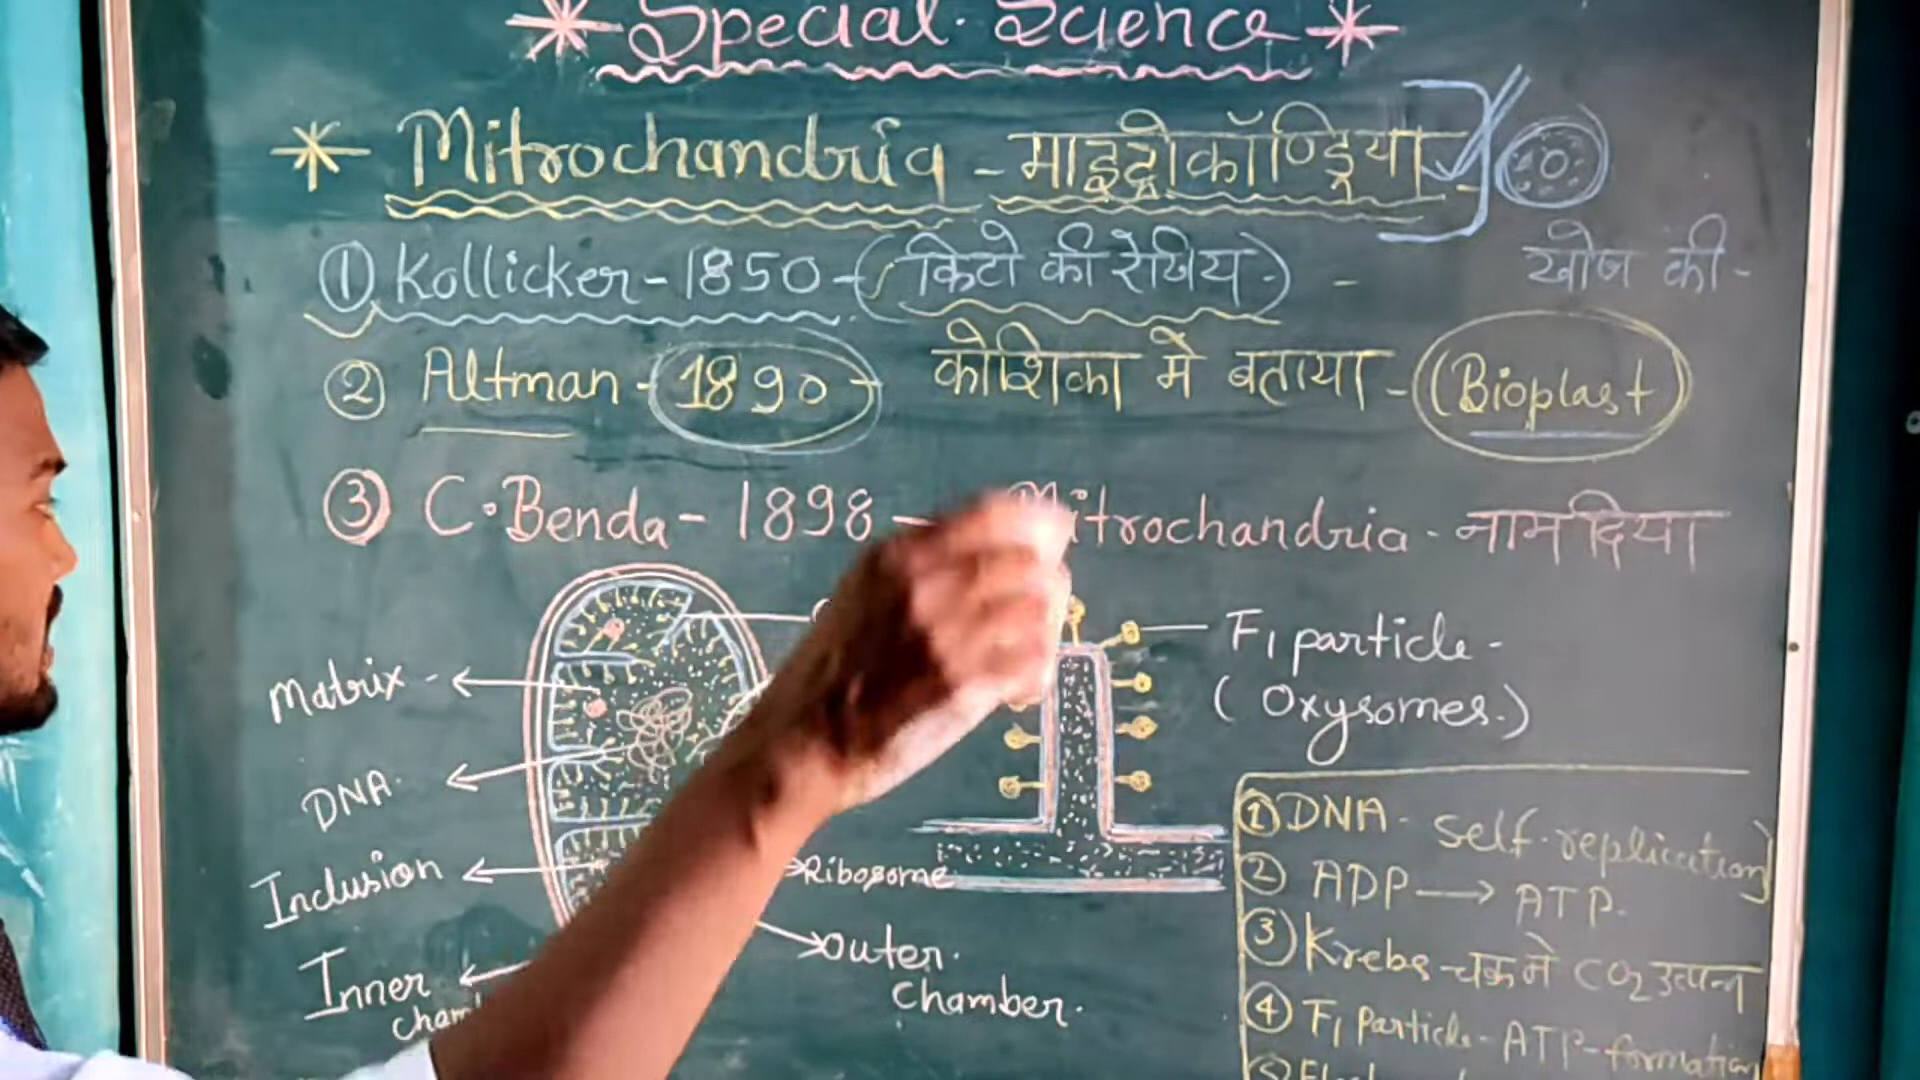 * Special Science *
* Mitrochandria - माइट्रोकॉण्ड्रिया -
① Kollicker - 1850 - (किटो की रेखिय) - खोज की -
② Altman - 1890 - कोशिका मे बताया - (Bioplast)
③ C. Benda - 1898 - Mitrochandria - नाम दिया
F1 particle -
(Oxysomes.)
Matrix -
DNA
Inclusion
Inner
Ribosome
outer.
chamber.
① DNA - self-replication
② ADP → ATP.
③ Krebs - चक्र मे CO2 उत्पन्न
④ F1 particle - ATP-formation